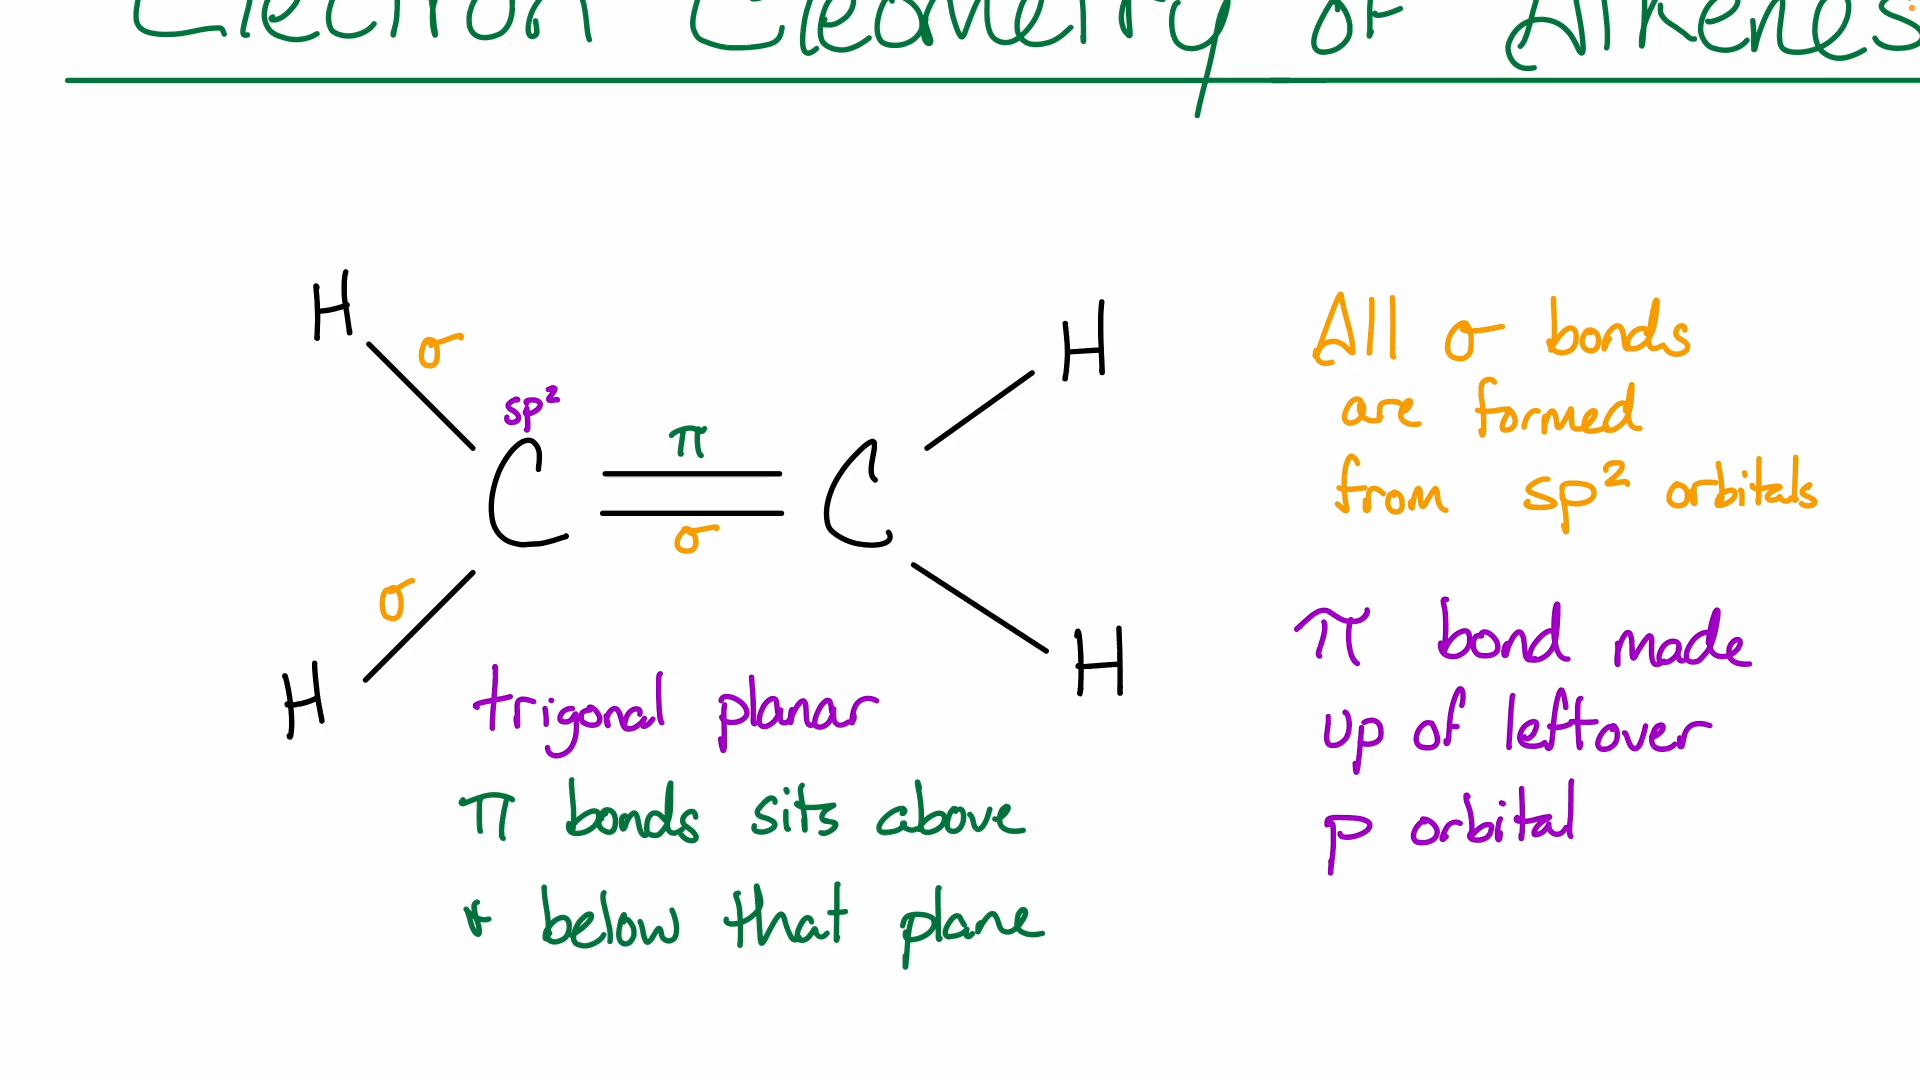 Electron Geometry of Alkenes
H
σ
H
sp²
π
C
C
σ
σ
H
H
All σ bonds
are formed
from sp² orbitals
trigonal planar
π bonds sits above
+ below that plane
π bond made
up of leftover
p orbital